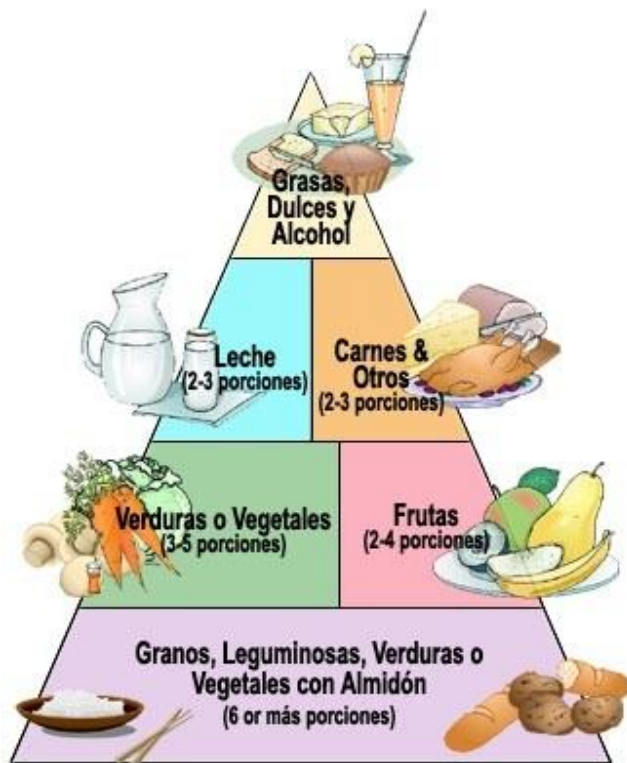 Grasas,
Dulces y
Alcohol
Leche
(2-3 porciones)
Carnes &
Otros
(2-3 porciones)
Verduras o Vegetales
(3-5 porciones)
Frutas
(2-4 porciones)
Granos, Leguminosas, Verduras o
Vegetales con Almidón
(6 or más porciones)